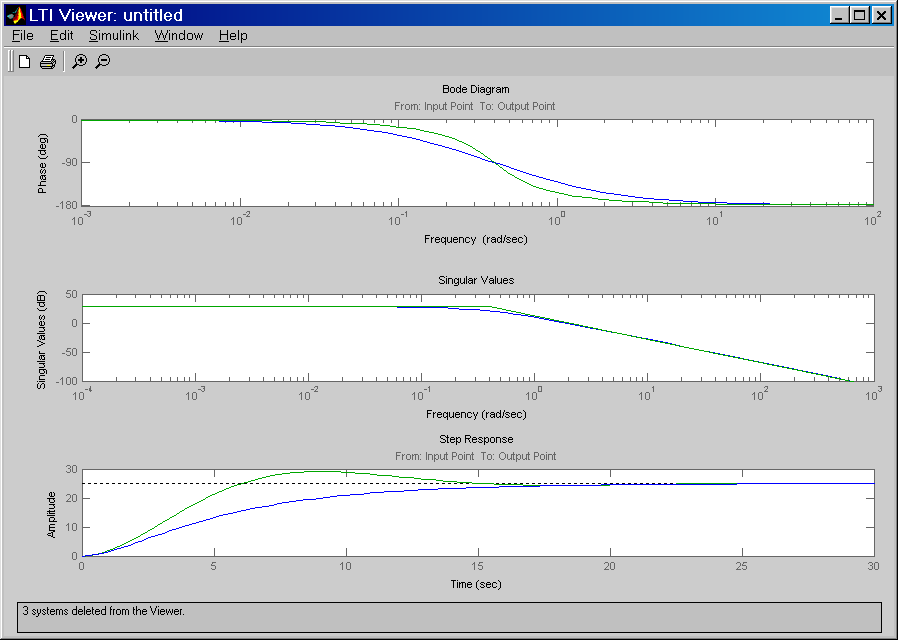 LTI Viewer: untitled
File Edit Simulink Window Help
Bode Diagram
From: Input Point To: Output Point
Phase (deg)
0
-90
-180
10^-3 10^-2 10^-1 10^0 10^1 10^2
Frequency (rad/sec)
Singular Values
Singular Values (dB)
50
0
-50
-100
10^-4 10^-3 10^-2 10^-1 10^0 10^1 10^2 10^3
Frequency (rad/sec)
Step Response
From: Input Point To: Output Point
Amplitude
30
20
10
0
0 5 10 15 20 25 30
Time (sec)
3 systems deleted from the Viewer.